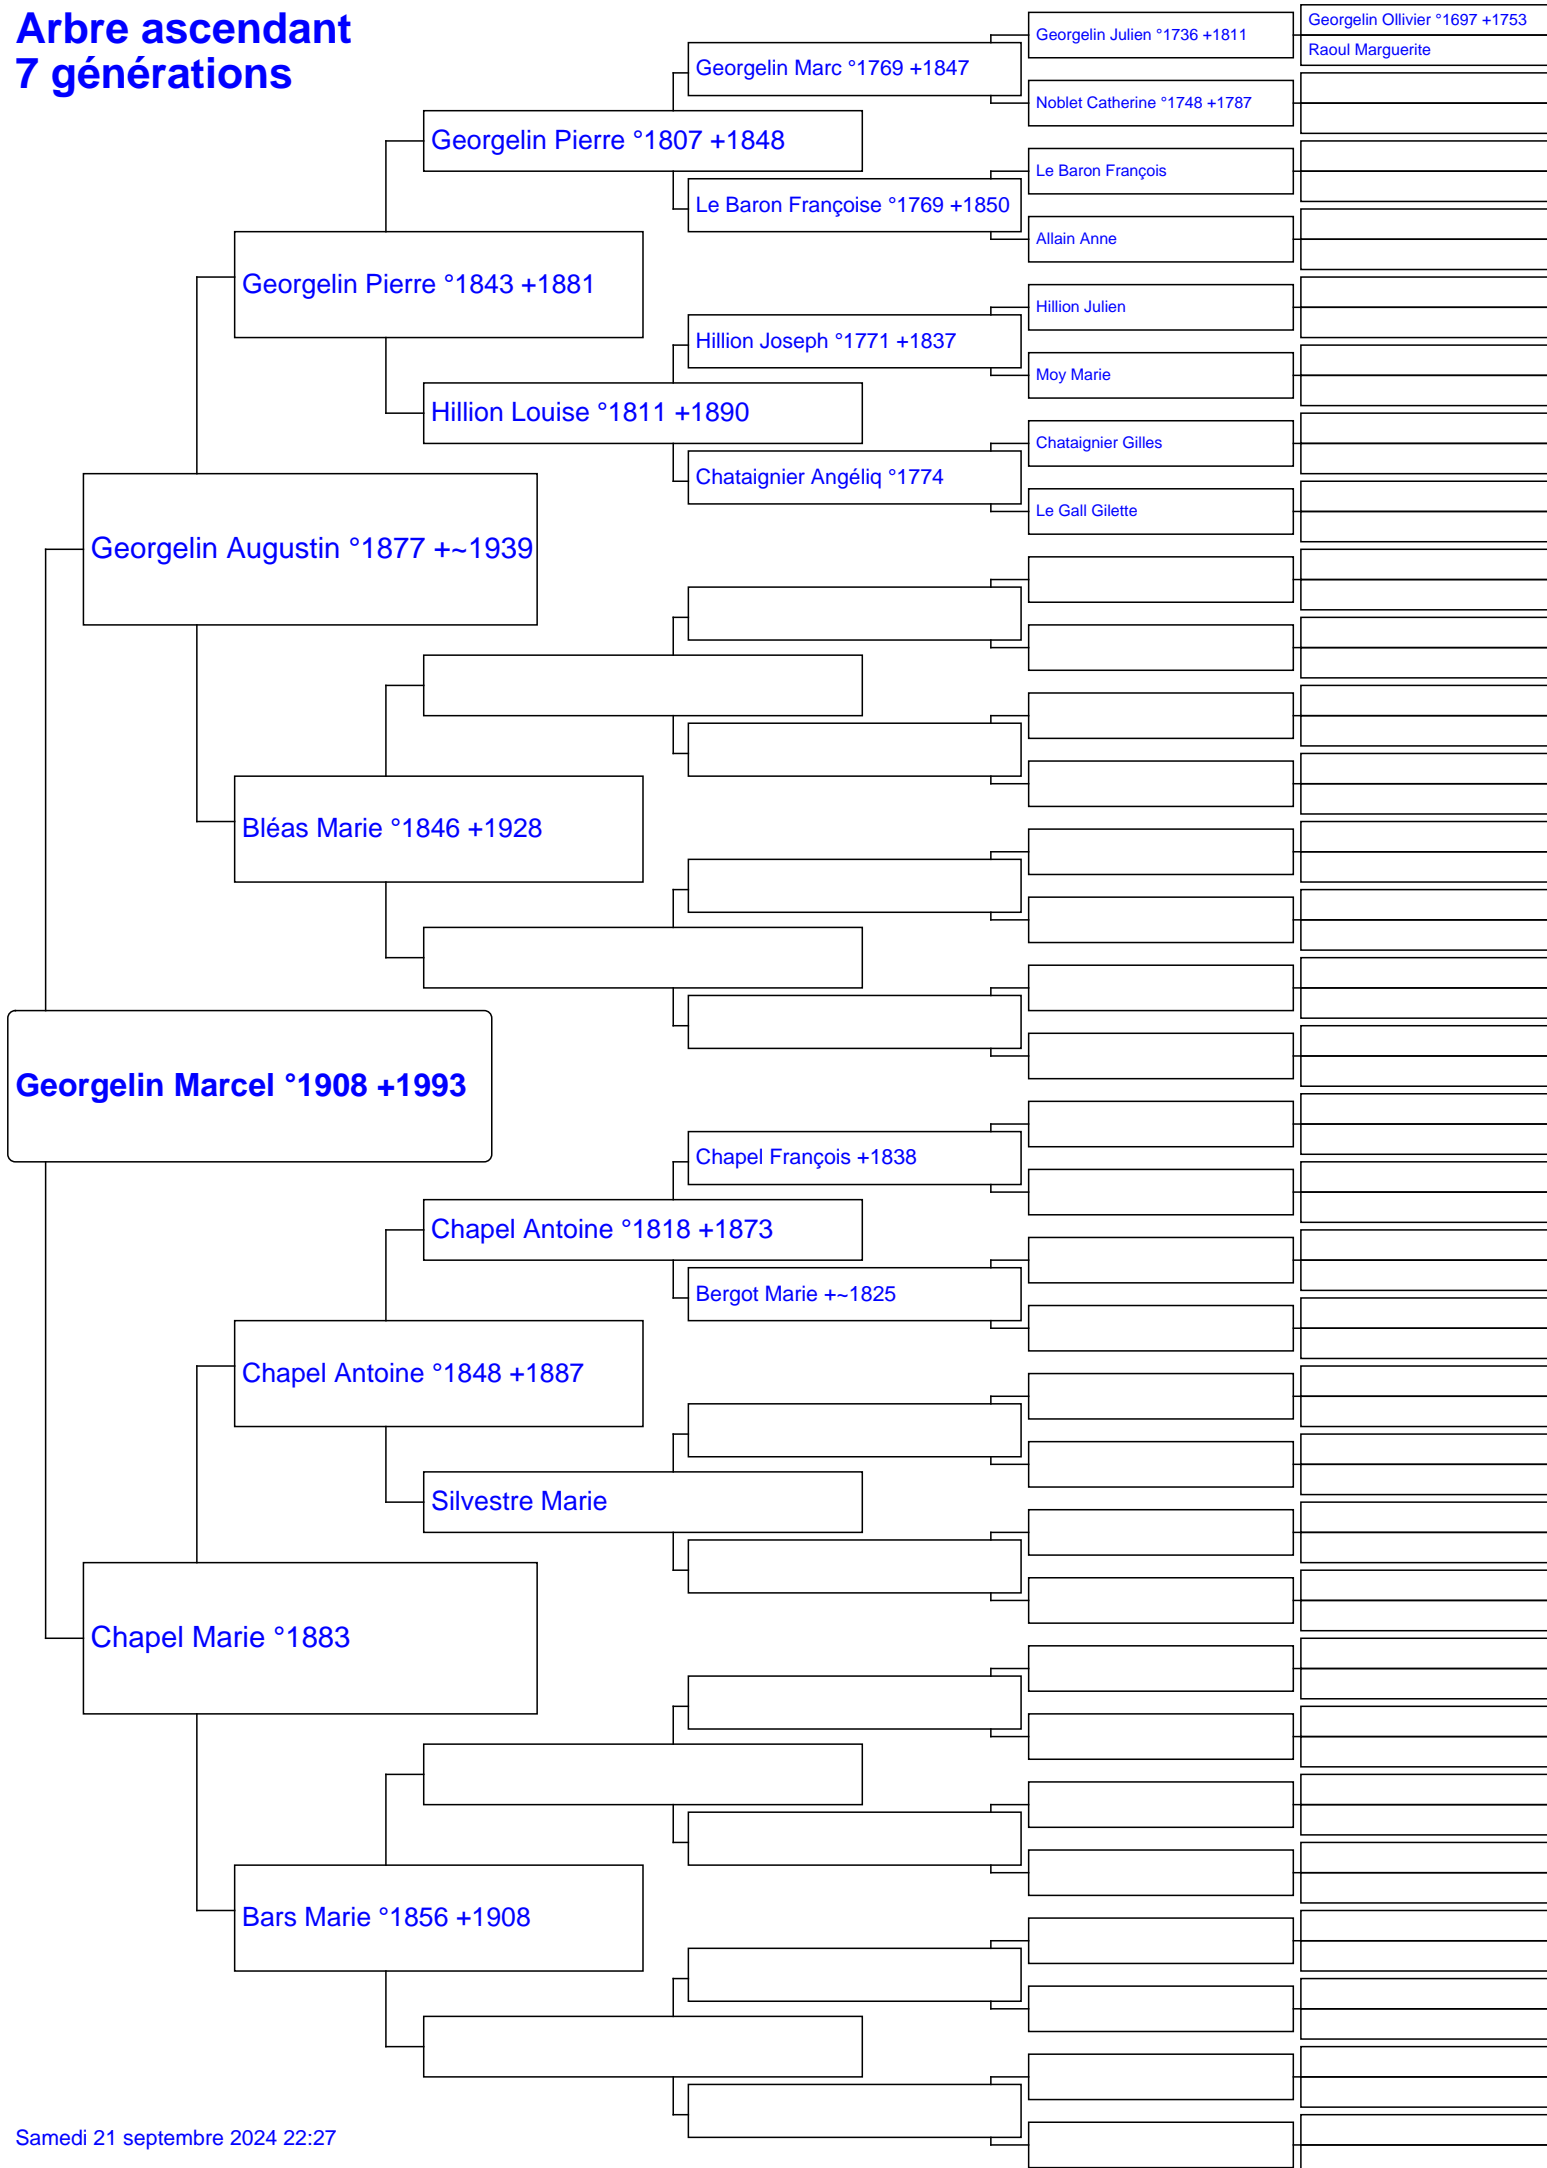 Arbre ascendant
7 générations
Georgelin Ollivier °1697 +1753
Georgelin Julien °1736 +1811
Raoul Marguerite
Georgelin Marc °1769 +1847
Noblet Catherine °1748 +1787
Georgelin Pierre °1807 +1848
Le Baron François
Le Baron Françoise °1769 +1850
Allain Anne
Georgelin Pierre °1843 +1881
Hillion Julien
Hillion Joseph °1771 +1837
Moy Marie
Hillion Louise °1811 +1890
Chataignier Gilles
Chataignier Angéliq °1774
Le Gall Gilette
Georgelin Augustin °1877 +~1939
Bléas Marie °1846 +1928
Georgelin Marcel °1908 +1993
Chapel François +1838
Chapel Antoine °1818 +1873
Bergot Marie +~1825
Chapel Antoine °1848 +1887
Silvestre Marie
Chapel Marie °1883
Bars Marie °1856 +1908
Samedi 21 septembre 2024 22:27